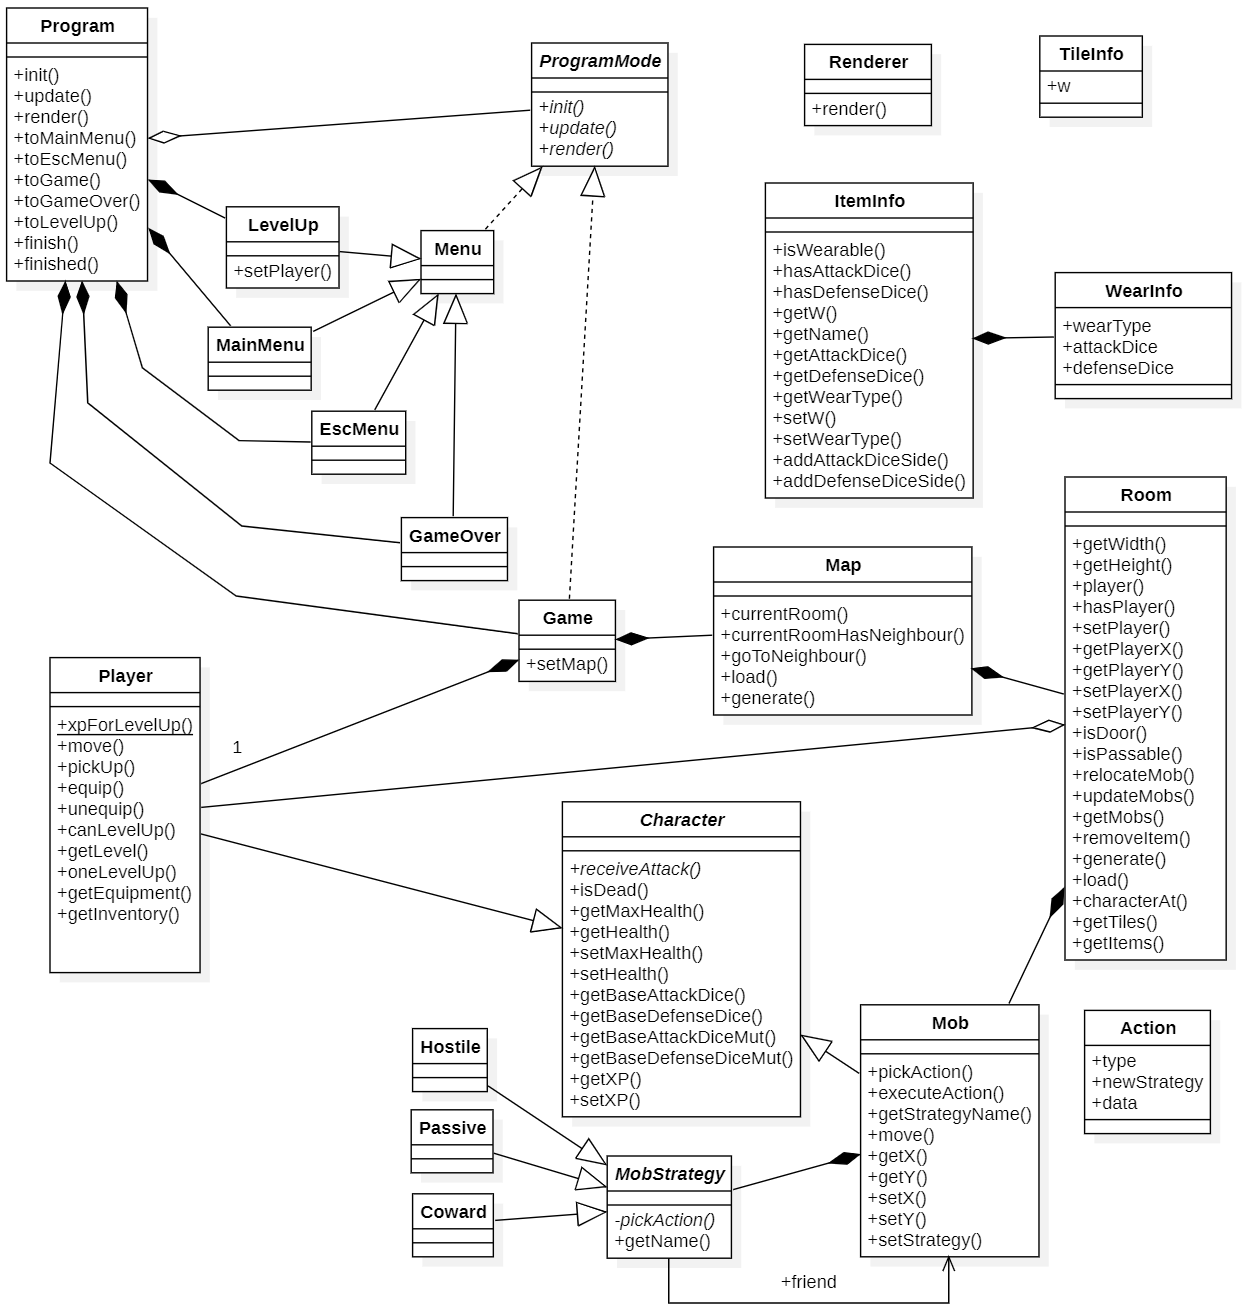 Program
+init()
+update()
+render()
+toMainMenu()
+toEscMenu()
+toGame()
+toGameOver()
+toLevelUp()
+finish()
+finished()
ProgramMode
+init()
+update()
+render()
Renderer
+render()
TileInfo
+w
LevelUp
+setPlayer()
Menu
MainMenu
EscMenu
GameOver
ItemInfo
+isWearable()
+hasAttackDice()
+hasDefenseDice()
+getW()
+getName()
+getAttackDice()
+getDefenseDice()
+getWearType()
+setW()
+setWearType()
+addAttackDiceSide()
+addDefenseDiceSide()
WearInfo
+wearType
+attackDice
+defenseDice
Game
+setMap()
Map
+currentRoom()
+currentRoomHasNeighbour()
+goToNeighbour()
+load()
+generate()
Room
+getWidth()
+getHeight()
+player()
+hasPlayer()
+setPlayer()
+getPlayerX()
+getPlayerY()
+setPlayerX()
+setPlayerY()
+isDoor()
+isPassable()
+relocateMob()
+updateMobs()
+getMobs()
+removeItem()
+generate()
+load()
+characterAt()
+getTiles()
+getItems()
Player
+xpForLevelUp()
+move()
+pickUp()
+equip()
+unequip()
+canLevelUp()
+getLevel()
+oneLevelUp()
+getEquipment()
+getInventory()
1
Character
+receiveAttack()
+isDead()
+getMaxHealth()
+getHealth()
+setMaxHealth()
+setHealth()
+getBaseAttackDice()
+getBaseDefenseDice()
+getBaseAttackDiceMut()
+getBaseDefenseDiceMut()
+getXP()
+setXP()
Mob
+pickAction()
+executeAction()
+getStrategyName()
+move()
+getX()
+getY()
+setX()
+setY()
+setStrategy()
Action
+type
+newStrategy
+data
Hostile
Passive
Coward
MobStrategy
-pickAction()
+getName()
+friend